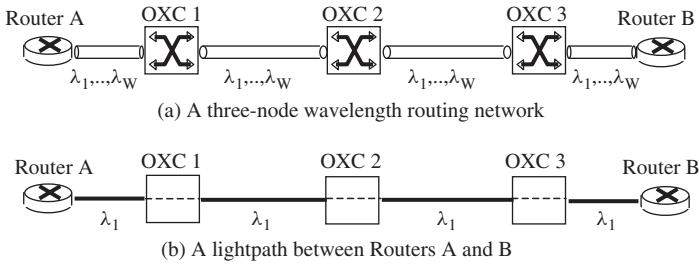 Router A OXC 1 OXC 2 OXC 3 Router B
λ1,..,λW λ1,..,λW λ1,..,λW λ1,..,λW
(a) A three-node wavelength routing network
Router A OXC 1 OXC 2 OXC 3 Router B
λ1 λ1 λ1 λ1
(b) A lightpath between Routers A and B